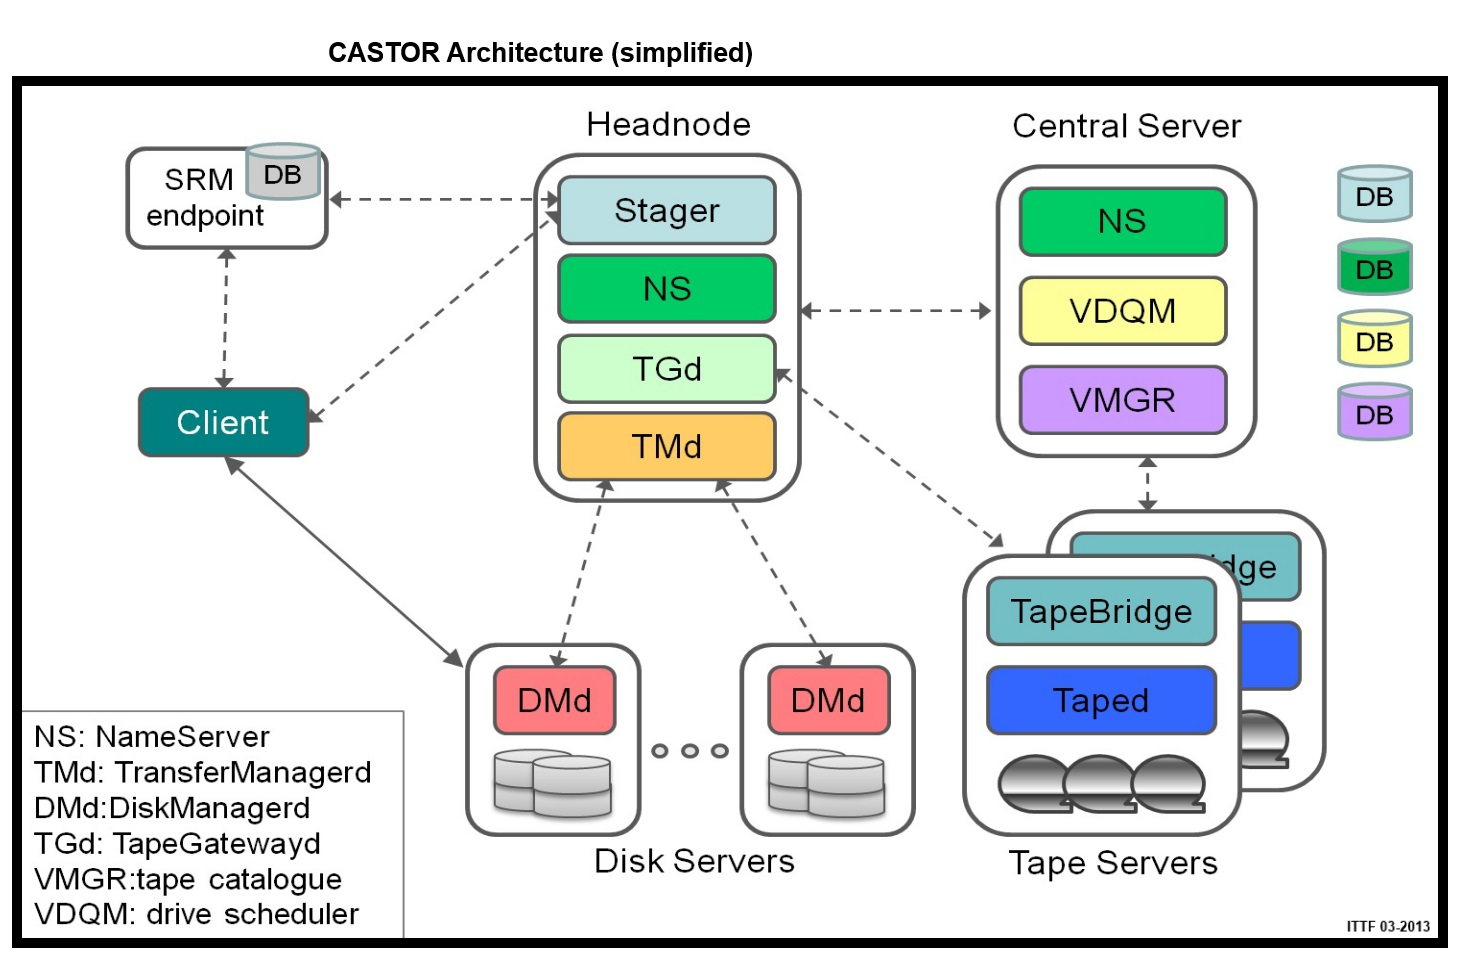 CASTOR Architecture (simplified)
Headnode
Central Server
SRM
endpoint
DB
Stager
NS
TGd
TMd
NS
VDQM
VMGR
DB
DB
DB
DB
Client
dge
TapeBridge
Taped
DMd
DMd
Disk Servers
Tape Servers
NS: NameServer
TMd: TransferManagerd
DMd:DiskManagerd
TGd: TapeGatewayd
VMGR:tape catalogue
VDQM: drive scheduler
ITTF 03-2013